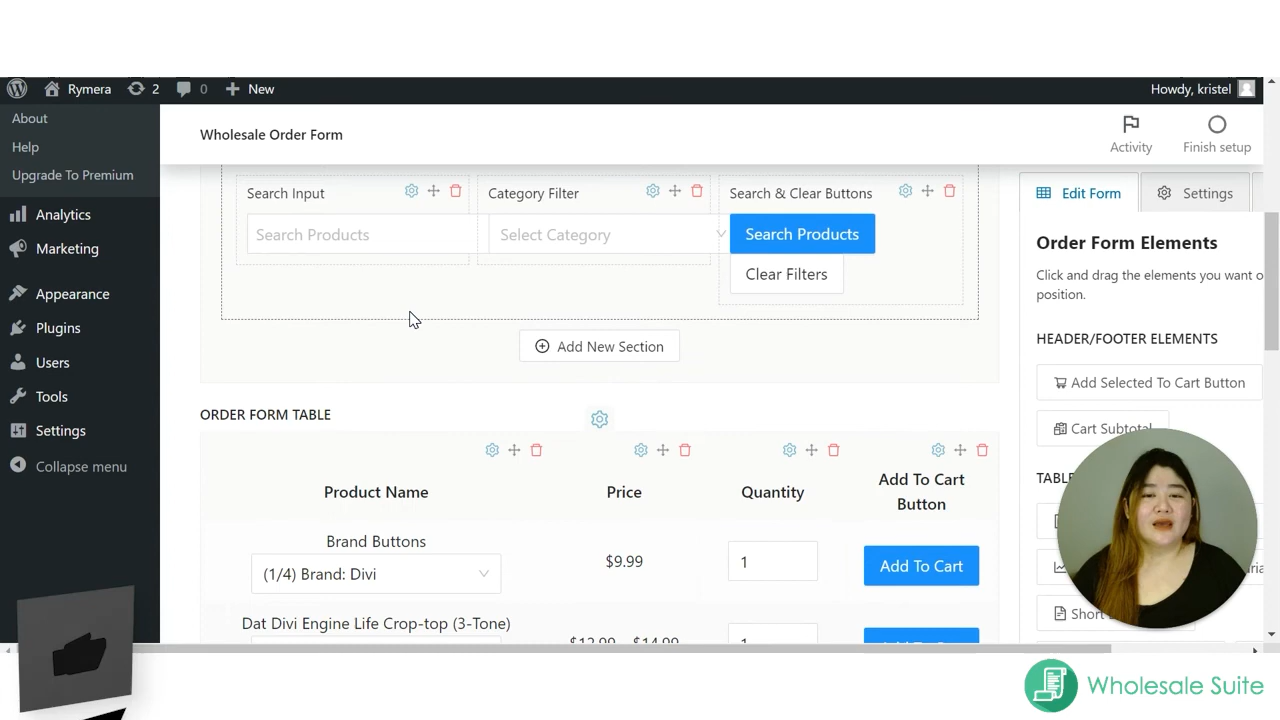 Rymera
2
0
New
Howdy, kristel
About
Help
Upgrade To Premium
Analytics
Marketing
Appearance
Plugins
Users
Tools
Settings
Collapse menu
Wholesale Order Form
Activity
Finish setup
Search Input
Category Filter
Search & Clear Buttons
Search Products
Select Category
Search Products
Clear Filters
Add New Section
ORDER FORM TABLE
Product Name
Price
Quantity
Add To Cart
Button
Brand Buttons
(1/4) Brand: Divi
$9.99
1
Add To Cart
Dat Divi Engine Life Crop-top (3-Tone)
Edit Form
Settings
Order Form Elements
Click and drag the elements you want
position.
HEADER/FOOTER ELEMENTS
Add Selected To Cart Button
Cart Subtotal
Short
Wholesale Suite